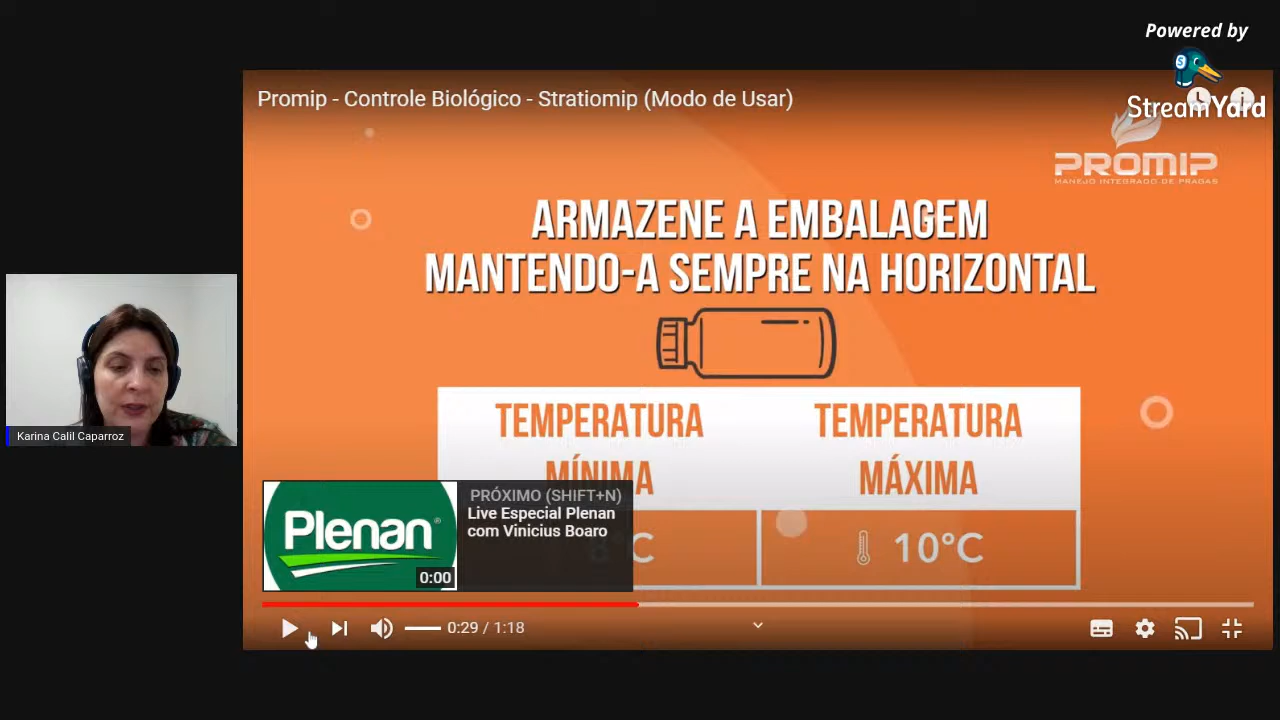 Powered by
StreamYard
Promip - Controle Biológico - Stratiomip (Modo de Usar)
PROMIP
MANEJO INTEGRADO DE PRAGAS
ARMAZENE A EMBALAGEM
MANTENDO-A SEMPRE NA HORIZONTAL
TEMPERATURA
MÍNIMA
TEMPERATURA
MÁXIMA
C
10°C
Karina Calil Caparroz
Plenan®
0:00
PRÓXIMO (SHIFT+N)
Live Especial Plenan
com Vinicius Boaro
0:29 / 1:18